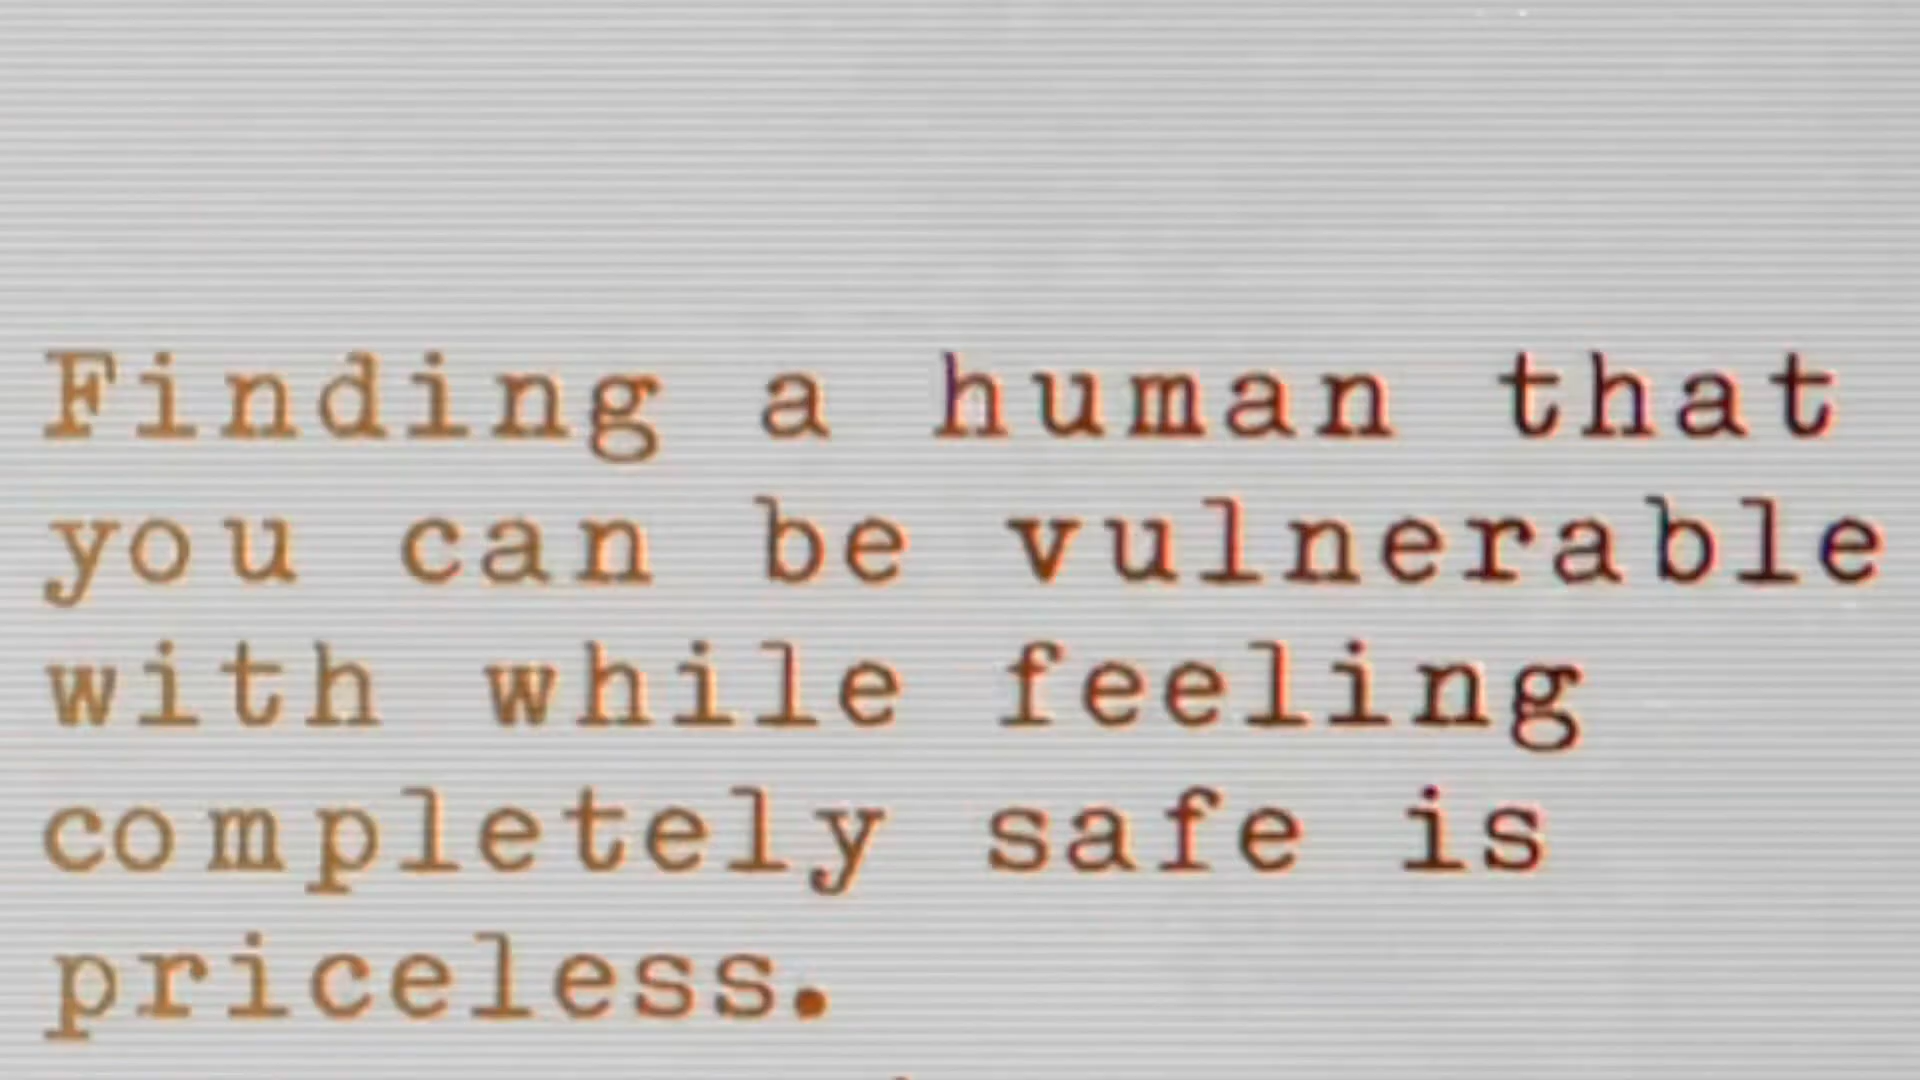 Finding a human that
you can be vulnerable
with while feeling
completely safe is
priceless.